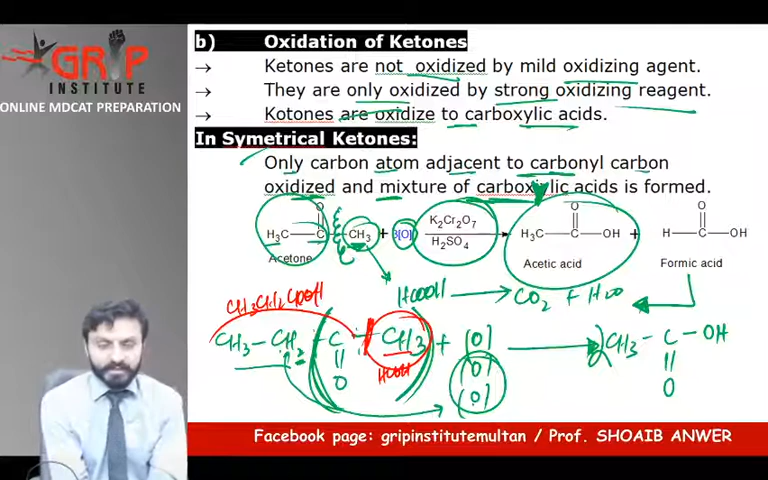 GRIP
INSTITUTE
ONLINE MDCAT PREPARATION
b) Oxidation of Ketones
→ Ketones are not oxidized by mild oxidizing agent.
→ They are only oxidized by strong oxidizing reagent.
→ Kotones are oxidize to carboxylic acids.
In Symetrical Ketones:
Only carbon atom adjacent to carbonyl carbon
oxidized and mixture of carboxylic acids is formed.
O O O
H3C C CH3 + 3[O] K2Cr2O7 H3C C OH + H C OH
H2SO4
Acetone Acetic acid Formic acid
CH3CH2COOH HCOOH → CO2 + H2O
CH3 - CH2 C CH3 + [O] → CH3 - C - OH
O HCOOH [O] O
[O]
Facebook page: gripinstitutemultan / Prof. SHOAIB ANWER